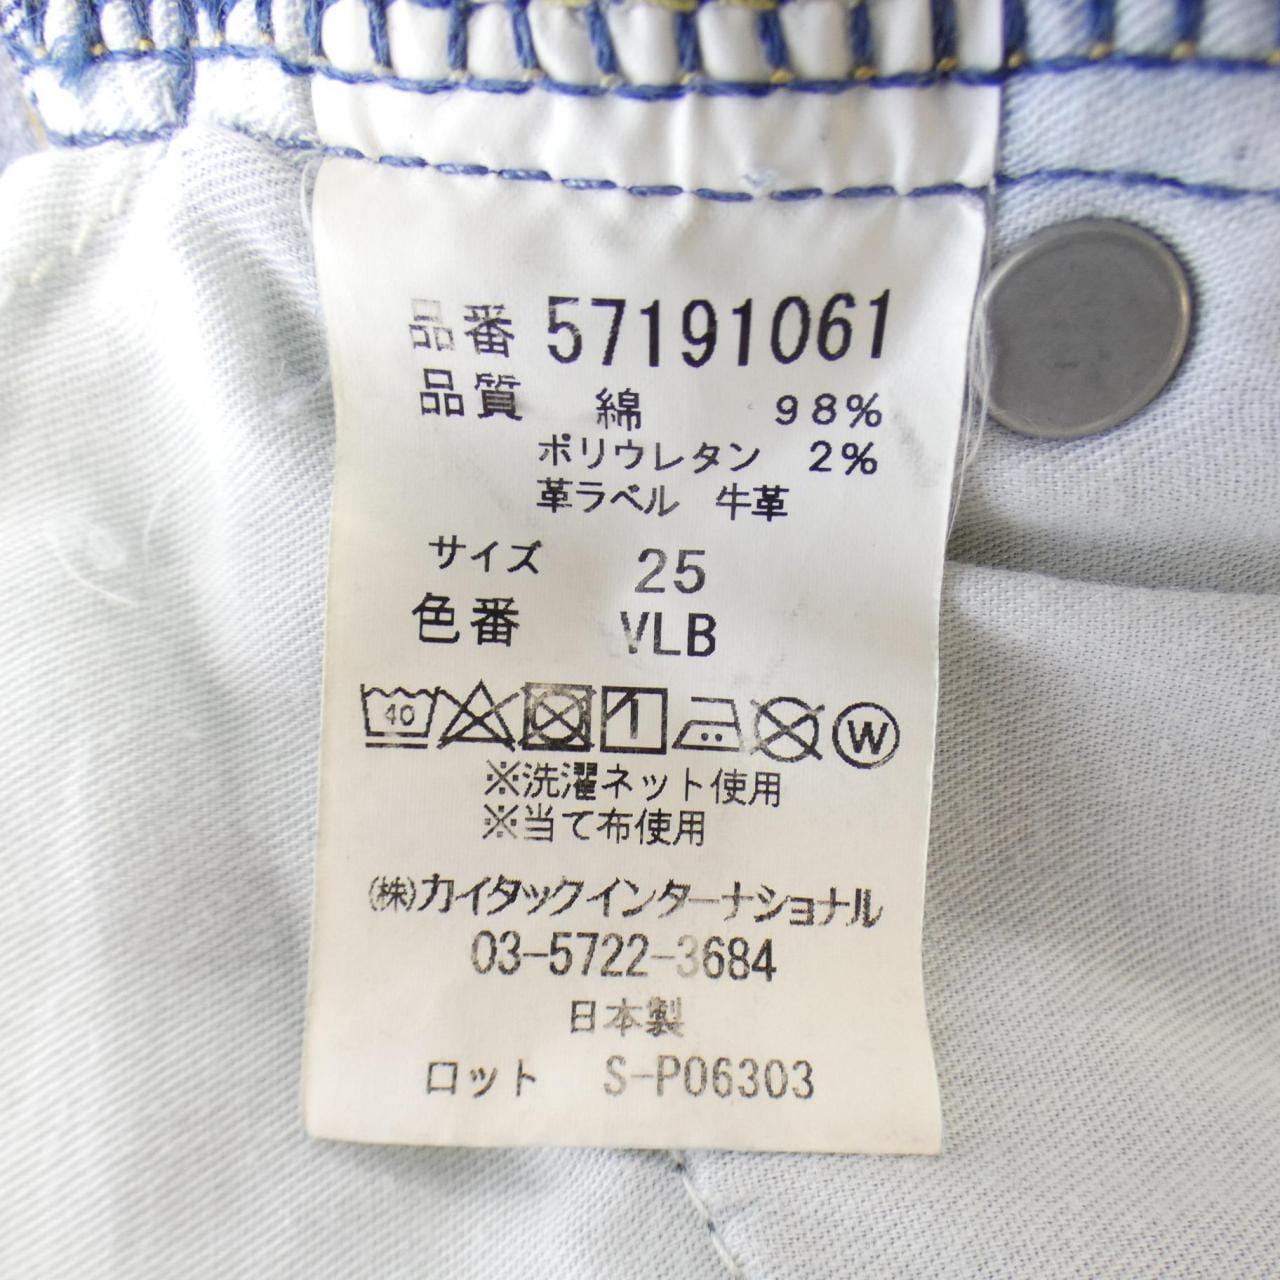 品番 57191061
品質 綿 98%
ポリウレタン 2%
革ラベル 牛革
サイズ 25
色番 VLB
40 W
※洗濯ネット使用
※当て布使用
㈱カイタックインターナショナル
03-5722-3684
日本製
ロット S-P06303